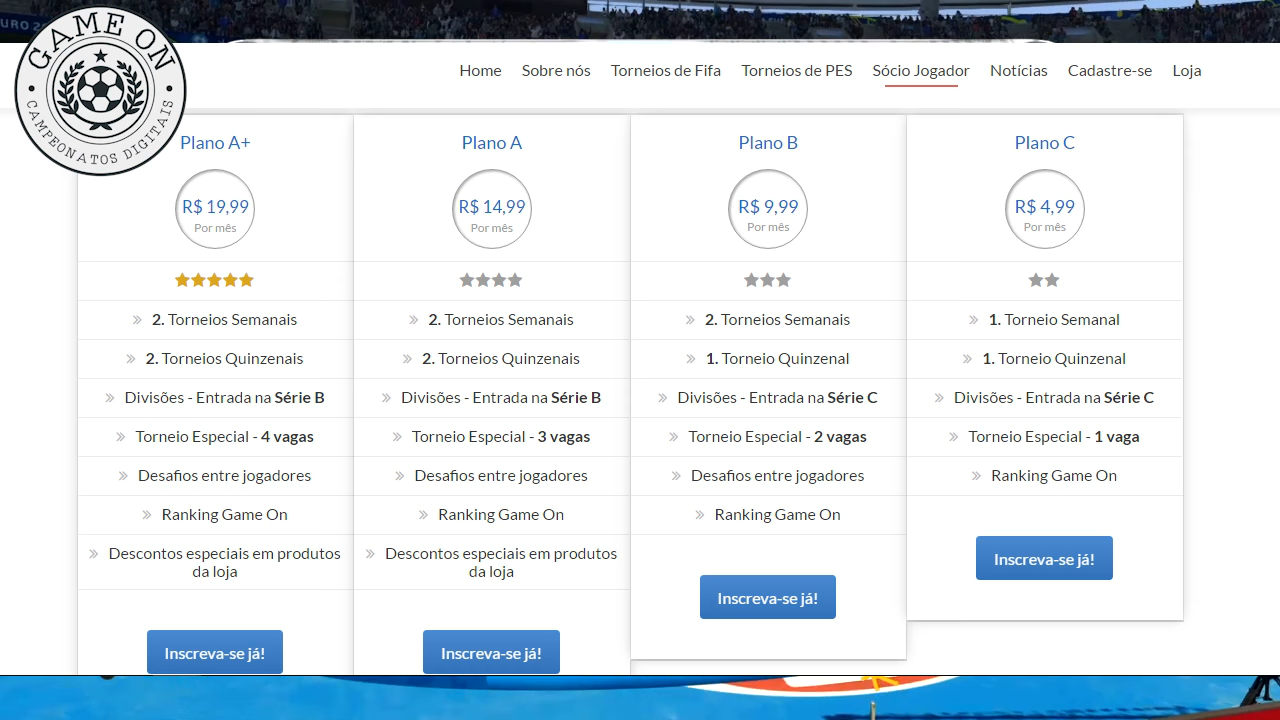 EURO 20
GAME ON
CAMPEONATOS DIGITAIS
Home Sobre nós Torneios de Fifa Torneios de PES Sócio Jogador Notícias Cadastre-se Loja
Plano A+
R$ 19,99
Por mês
2. Torneios Semanais
2. Torneios Quinzenais
Divisões - Entrada na Série B
Torneio Especial - 4 vagas
Desafios entre jogadores
Ranking Game On
Descontos especiais em produtos
da loja
Inscreva-se já!
Plano A
R$ 14,99
Por mês
2. Torneios Semanais
2. Torneios Quinzenais
Divisões - Entrada na Série B
Torneio Especial - 3 vagas
Desafios entre jogadores
Ranking Game On
Descontos especiais em produtos
da loja
Inscreva-se já!
Plano B
R$ 9,99
Por mês
2. Torneios Semanais
1. Torneio Quinzenal
Divisões - Entrada na Série C
Torneio Especial - 2 vagas
Desafios entre jogadores
Ranking Game On
Inscreva-se já!
Plano C
R$ 4,99
Por mês
1. Torneio Semanal
1. Torneio Quinzenal
Divisões - Entrada na Série C
Torneio Especial - 1 vaga
Ranking Game On
Inscreva-se já!